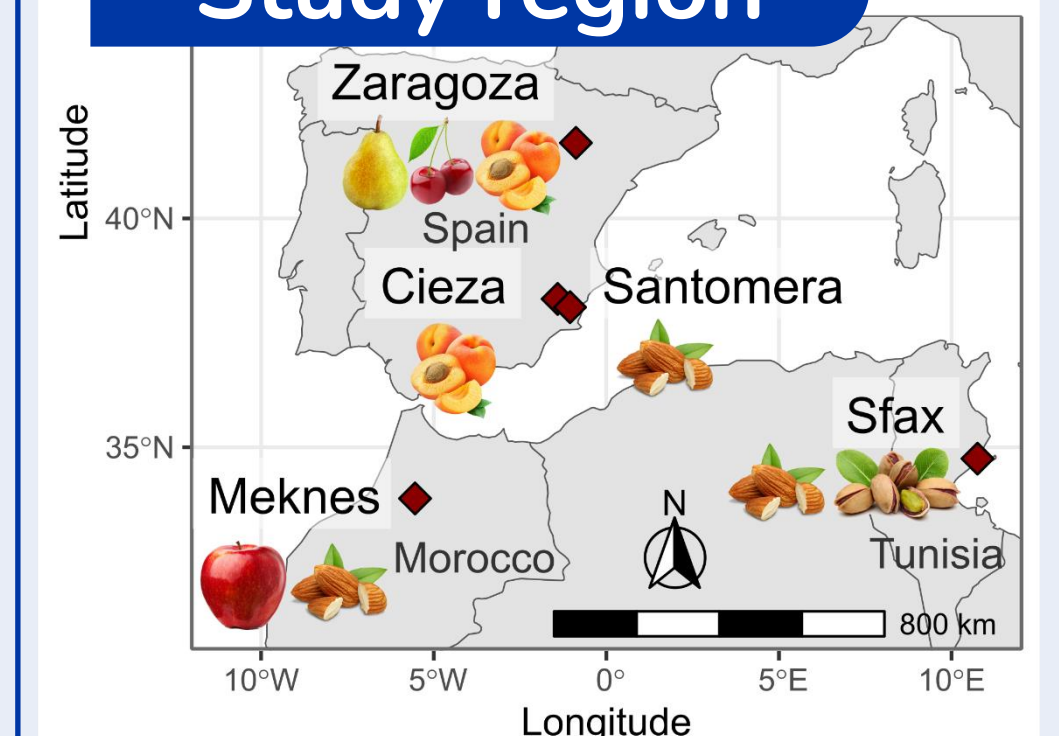 Study region
Zaragoza
Latitude
40°N
Spain
Cieza
Santomera
Sfax
35°N
Meknes
N
Morocco
Tunisia
800 km
10°W
5°W
0°
5°E
10°E
Longitude